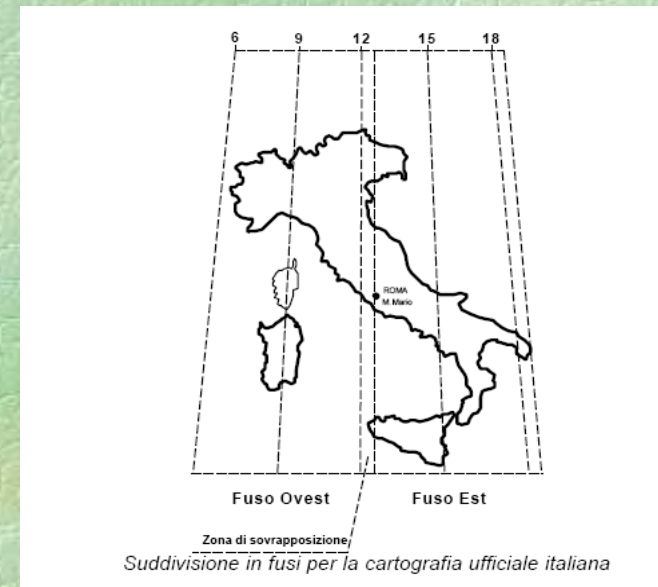 6 9 12 15 18
ROMA
M. Mario
Fuso Ovest Fuso Est
Zona di sovrapposizione
Suddivisione in fusi per la cartografia ufficiale italiana